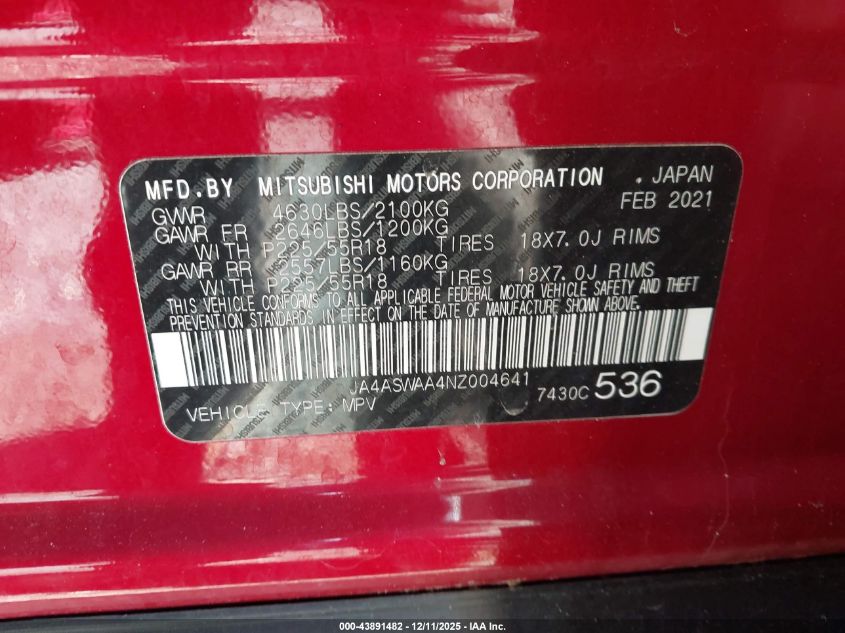 MFD.BY MITSUBISHI MOTORS CORPORATION . JAPAN
FEB 2021
GVWR 4630LBS/2100KG
GAWR FR 2646LBS/1200KG
WITH P225/55R18 TIRES 18X7.0J RIMS
GAWR RR 2557LBS/1160KG
WITH P225/55R18 TIRES 18X7.0J RIMS
THIS VEHICLE CONFORMS TO ALL APPLICABLE FEDERAL MOTOR VEHICLE SAFETY AND THEFT
PREVENTION STANDARDS IN EFFECT ON THE DATE OF MANUFACTURE SHOWN ABOVE.
JA4ASWAA4NZ004641
VEHICLE TYPE: MPV 7430C 536
000-43891482 - 12/11/2025 - IAA Inc.